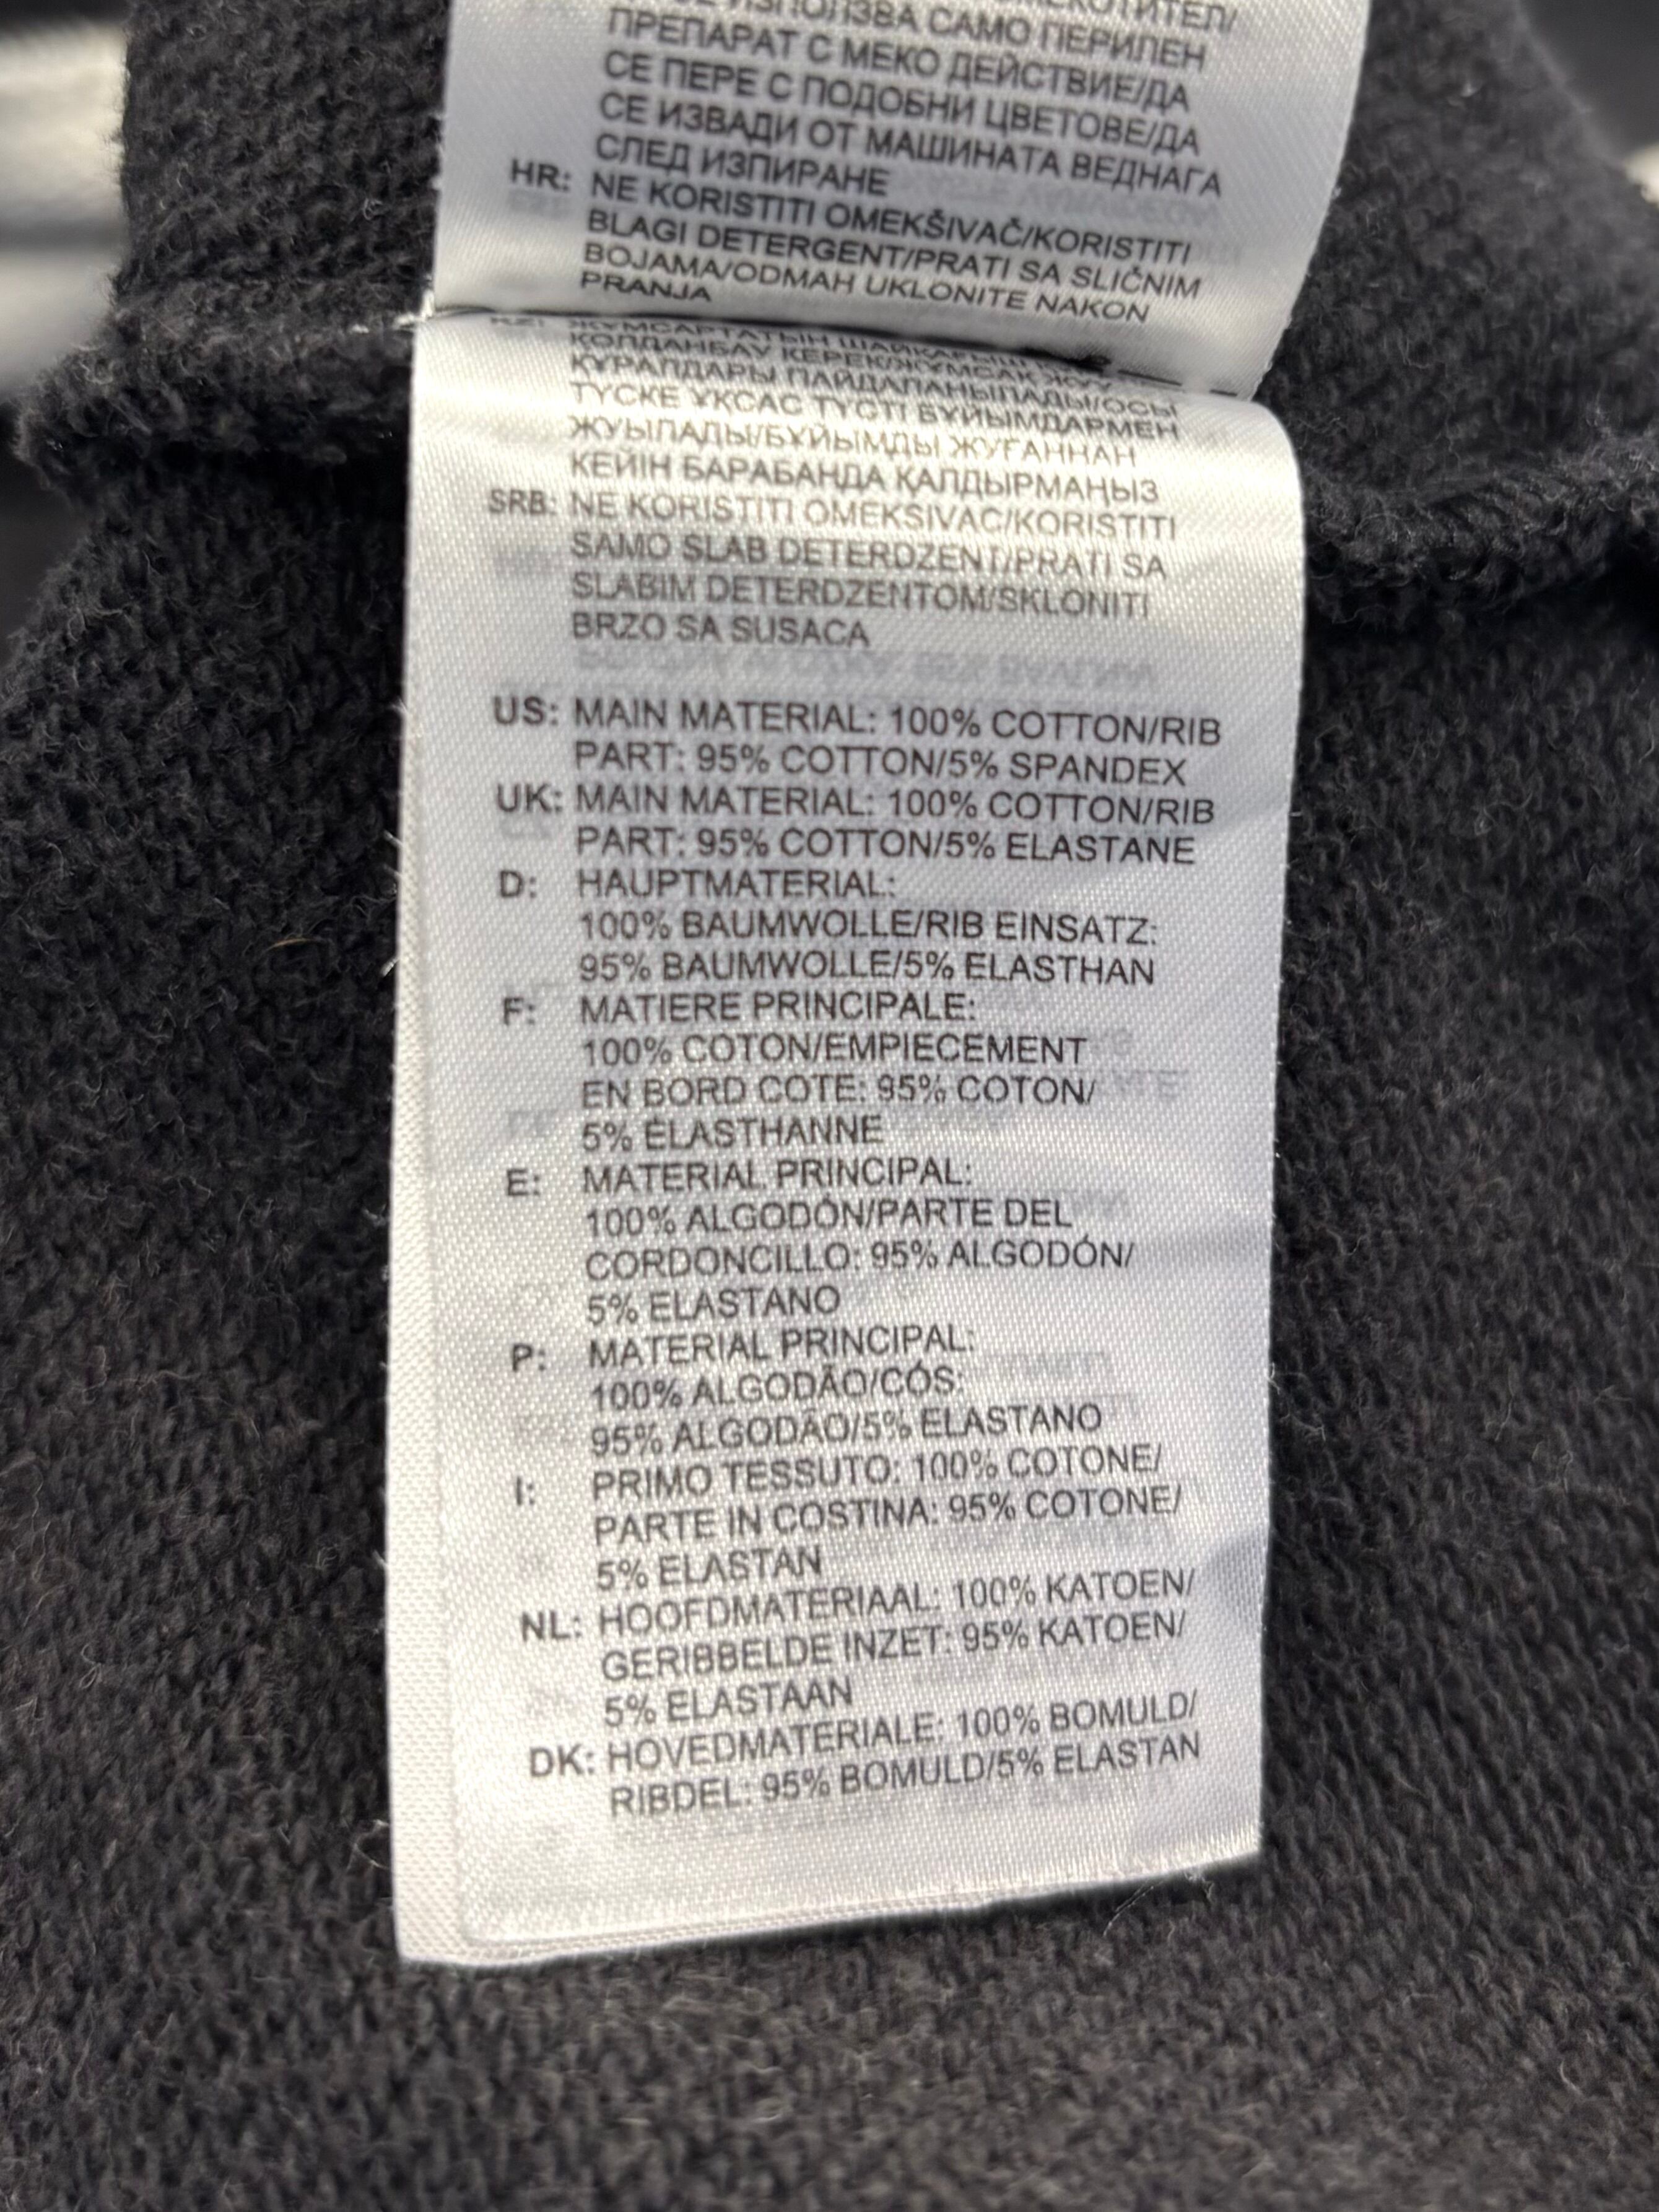 ИЗПОЛЗВА САМО ПЕРИЛЕН
ПРЕПАРАТ С МЕКО ДЕЙСТВИЕ/ДА
СЕ ПЕРЕ С ПОДОБНИ ЦВЕТОВЕ/ДА
СЕ ИЗВАДИ ОТ МАШИНАТА ВЕДНАГА
СЛЕД ИЗПИРАНЕ
HR: NE KORISTITI OMEKŠIVAČ/KORISTITI
BLAGI DETERGENT/PRATI SA SLIČNIM
BOJAMA/ODMAH UKLONITE NAKON
PRANJA
KZ: ЖҰМСАРТАТЫН
ҚОЛДАНБАУ КЕРЕК/ЖҰМСАҚ ЖУУ
ҚҰРАЛДАРЫ ПАЙДАЛАНЫЛАДЫ/ОСЫ
ТҮСКЕ ҰҚСАС ТҮСТІ БҰЙЫМДАРМЕН
ЖУЫЛАДЫ/БҰЙЫМДЫ ЖУҒАННАН
КЕЙІН БАРАБАНДА ҚАЛДЫРМАҢЫЗ
SRB: NE KORISTITI OMEKSIVAC/KORISTITI
SAMO SLAB DETERDZENT/PRATI SA
SLABIM DETERDZENTOM/SKLONITI
BRZO SA SUSACA
US: MAIN MATERIAL: 100% COTTON/RIB
PART: 95% COTTON/5% SPANDEX
UK: MAIN MATERIAL: 100% COTTON/RIB
PART: 95% COTTON/5% ELASTANE
D: HAUPTMATERIAL:
100% BAUMWOLLE/RIB EINSATZ:
95% BAUMWOLLE/5% ELASTHAN
F: MATIERE PRINCIPALE:
100% COTON/EMPIECEMENT
EN BORD COTE: 95% COTON/
5% ÉLASTHANNE
E: MATERIAL PRINCIPAL:
100% ALGODÓN/PARTE DEL
CORDONCILLO: 95% ALGODÓN/
5% ELASTANO
P: MATERIAL PRINCIPAL:
100% ALGODÃO/CÓS:
95% ALGODÃO/5% ELASTANO
I: PRIMO TESSUTO: 100% COTONE/
PARTE IN COSTINA: 95% COTONE/
5% ELASTAN
NL: HOOFDMATERIAAL: 100% KATOEN/
GERIBBELDE INZET: 95% KATOEN/
5% ELASTAAN
DK: HOVEDMATERIALE: 100% BOMULD/
RIBDEL: 95% BOMULD/5% ELASTAN